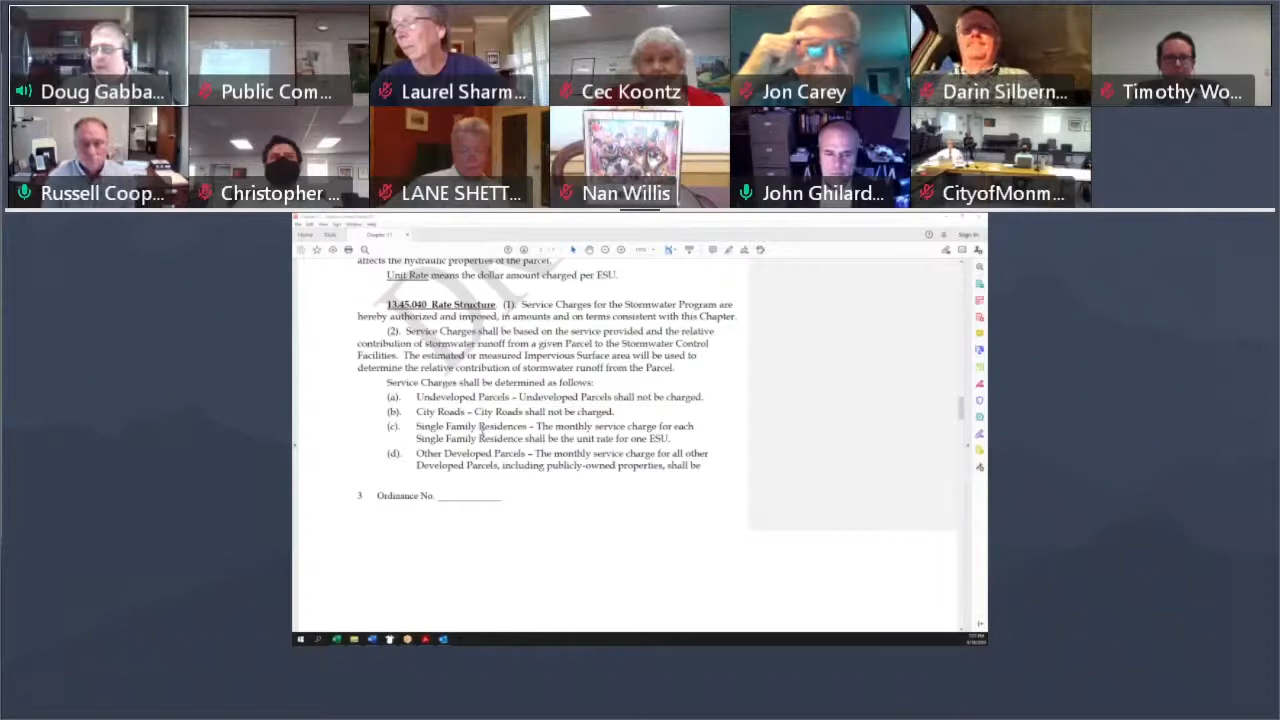 Doug Gabba...
Public Com...
Laurel Sharm...
Cec Koontz
Jon Carey
Darin Silbern...
Timothy Wo...
Russell Coop...
Christopher ...
LANE SHETT...
Nan Willis
John Ghilard...
CityofMonm...
Home Tools Chapter 13
Sign In
affects the hydraulic properties of the parcel.
Unit Rate means the dollar amount charged per ESU.
13.45.040 Rate Structure. (1). Service Charges for the Stormwater Program are
hereby authorized and imposed, in amounts and on terms consistent with this Chapter.
(2). Service Charges shall be based on the service provided and the relative
contribution of stormwater runoff from a given Parcel to the Stormwater Control
Facilities. The estimated or measured Impervious Surface area will be used to
determine the relative contribution of stormwater runoff from the Parcel.
Service Charges shall be determined as follows:
(a). Undeveloped Parcels – Undeveloped Parcels shall not be charged.
(b). City Roads – City Roads shall not be charged.
(c). Single Family Residences – The monthly service charge for each
Single Family Residence shall be the unit rate for one ESU.
(d). Other Developed Parcels – The monthly service charge for all other
Developed Parcels, including publicly-owned properties, shall be
3 Ordinance No. ____________